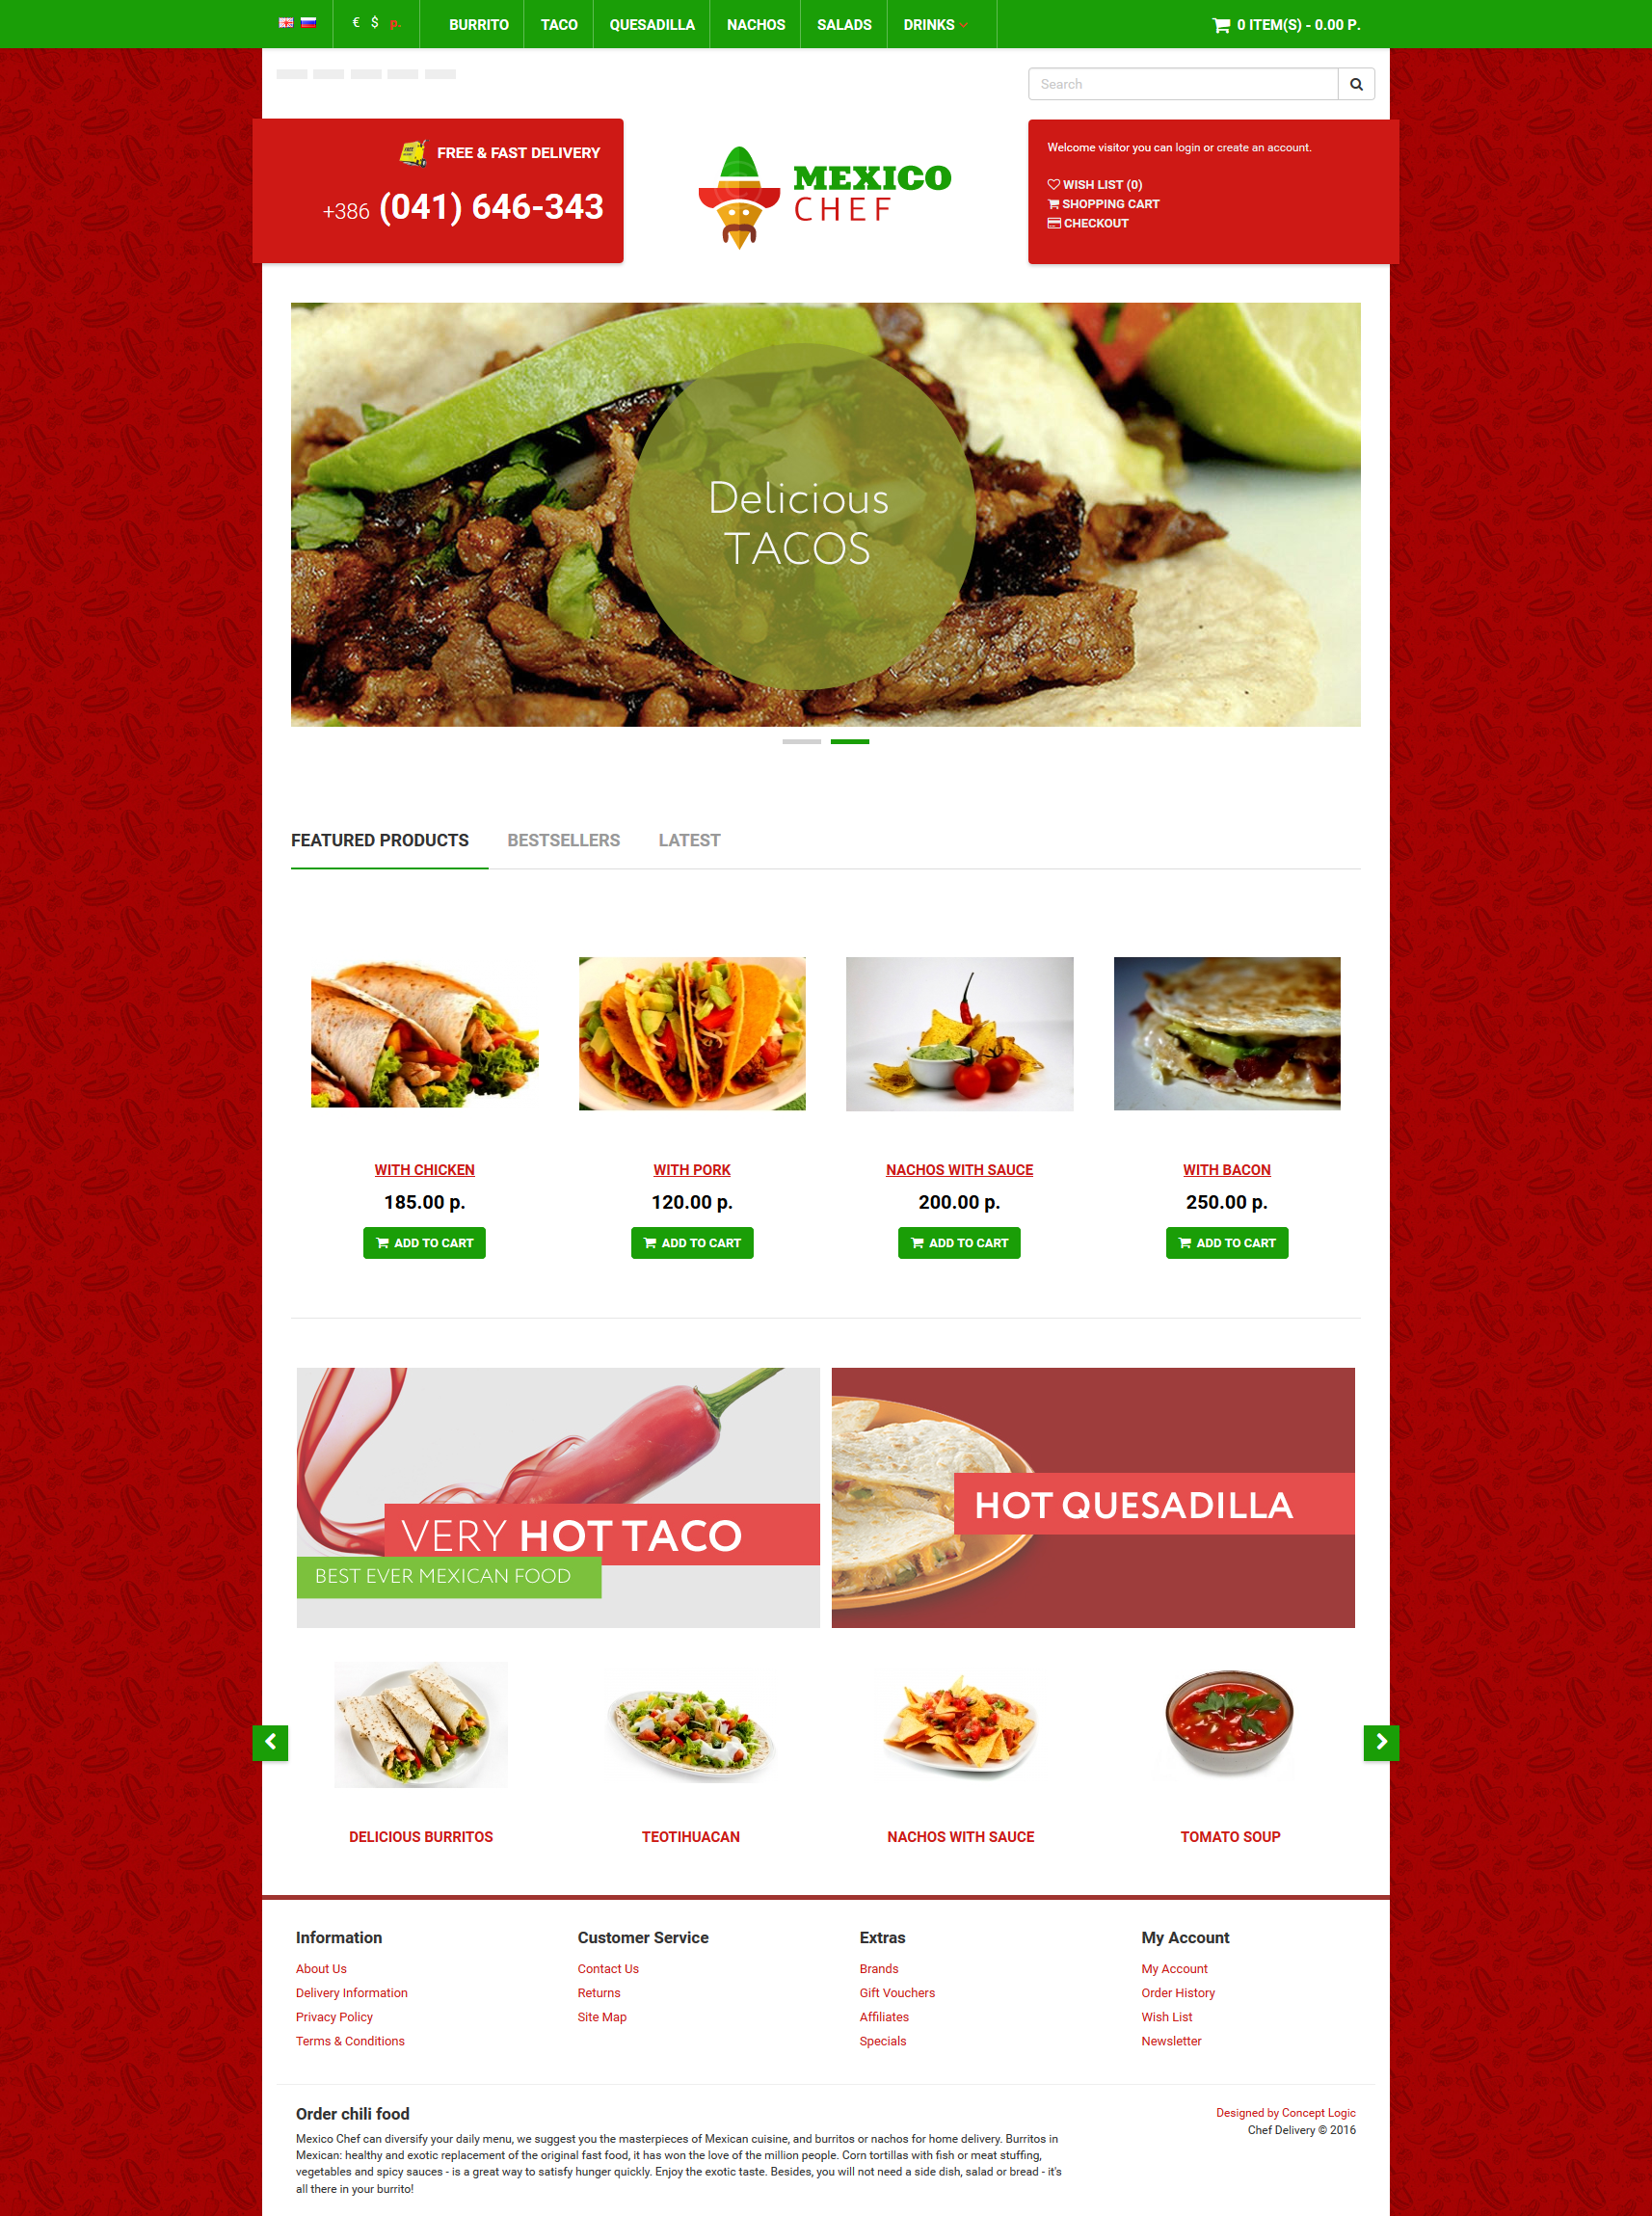 € $ р.
BURRITO TACO QUESADILLA NACHOS SALADS DRINKS
0 ITEM(S) - 0.00 Р.
Search
FREE & FAST DELIVERY
+386 (041) 646-343
MEXICO
CHEF
Welcome visitor you can login or create an account.
WISH LIST (0)
SHOPPING CART
CHECKOUT
Delicious
TACOS
FEATURED PRODUCTS BESTSELLERS LATEST
WITH CHICKEN
185.00 р.
ADD TO CART
WITH PORK
120.00 р.
ADD TO CART
NACHOS WITH SAUCE
200.00 р.
ADD TO CART
WITH BACON
250.00 р.
ADD TO CART
VERY HOT TACO
BEST EVER MEXICAN FOOD
HOT QUESADILLA
DELICIOUS BURRITOS
TEOTIHUACAN
NACHOS WITH SAUCE
TOMATO SOUP
Information
About Us
Delivery Information
Privacy Policy
Terms & Conditions
Customer Service
Contact Us
Returns
Site Map
Extras
Brands
Gift Vouchers
Affiliates
Specials
My Account
My Account
Order History
Wish List
Newsletter
Order chili food
Mexico Chef can diversify your daily menu, we suggest you the masterpieces of Mexican cuisine, and burritos or nachos for home delivery. Burritos in
Mexican: healthy and exotic replacement of the original fast food, it has won the love of the million people. Corn tortillas with fish or meat stuffing,
vegetables and spicy sauces - is a great way to satisfy hunger quickly. Enjoy the exotic taste. Besides, you will not need a side dish, salad or bread - it's
all there in your burrito!
Designed by Concept Logic
Chef Delivery © 2016